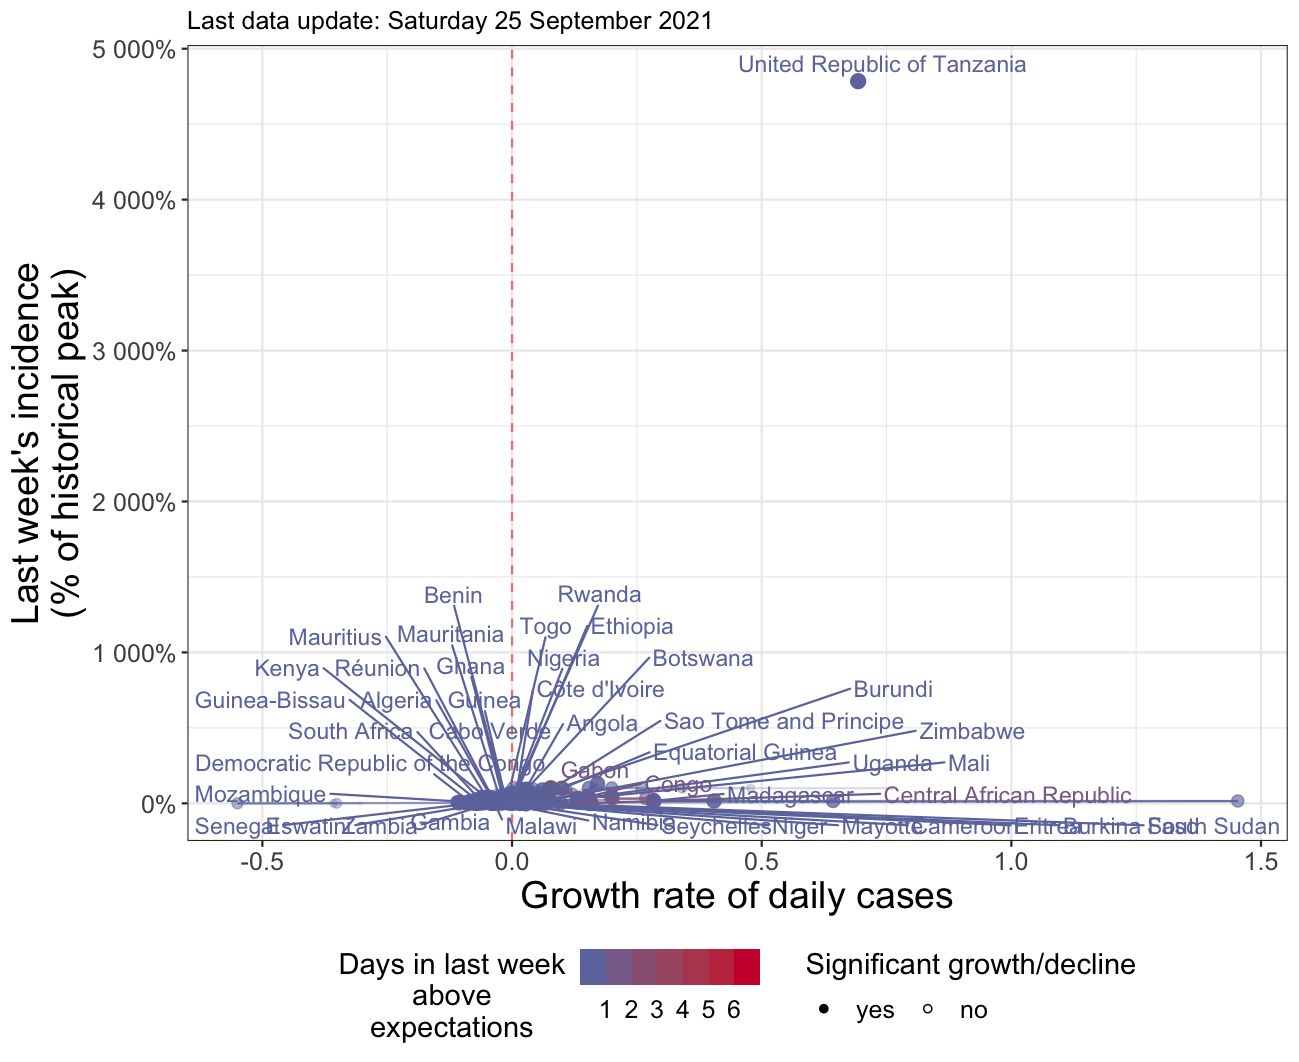 Last data update: Saturday 25 September 2021
Last week's incidence
(% of historical peak)
5 000%
4 000%
3 000%
2 000%
1 000%
0%
United Republic of Tanzania
Benin
Rwanda
Mauritius
Mauritania
Togo
Ethiopia
Kenya
Réunion
Ghana
Nigeria
Botswana
Guinea-Bissau
Algeria
Guinea
Côte d'Ivoire
Burundi
South Africa
Cabo Verde
Angola
Sao Tome and Principe
Zimbabwe
Democratic Republic of the Congo
Equatorial Guinea
Gabon
Uganda
Mali
Mozambique
Congo
Madagascar
Central African Republic
Senegal
Eswatini
Zambia
Gambia
Malawi
Namibia
Seychelles
Niger
Mayotte
Cameroon
Eritrea
Burkina Faso
South Sudan
-0.5
0.0
0.5
1.0
1.5
Growth rate of daily cases
Days in last week
above
expectations
1 2 3 4 5 6
Significant growth/decline
yes
no